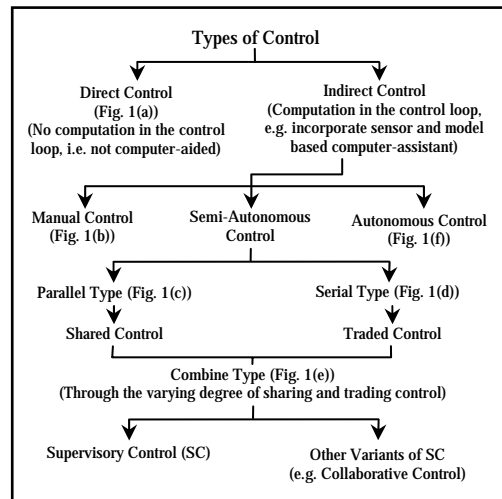 Types of Control
Direct Control
(Fig. 1(a))
(No computation in the control
loop, i.e. not computer-aided)
Indirect Control
(Computation in the control loop,
e.g. incorporate sensor and model
based computer-assistant)
Manual Control
(Fig. 1(b))
Semi-Autonomous
Control
Autonomous Control
(Fig. 1(f))
Parallel Type (Fig. 1(c))
Serial Type (Fig. 1(d))
Shared Control
Traded Control
Combine Type (Fig. 1(e))
(Through the varying degree of sharing and trading control)
Supervisory Control (SC)
Other Variants of SC
(e.g. Collaborative Control)